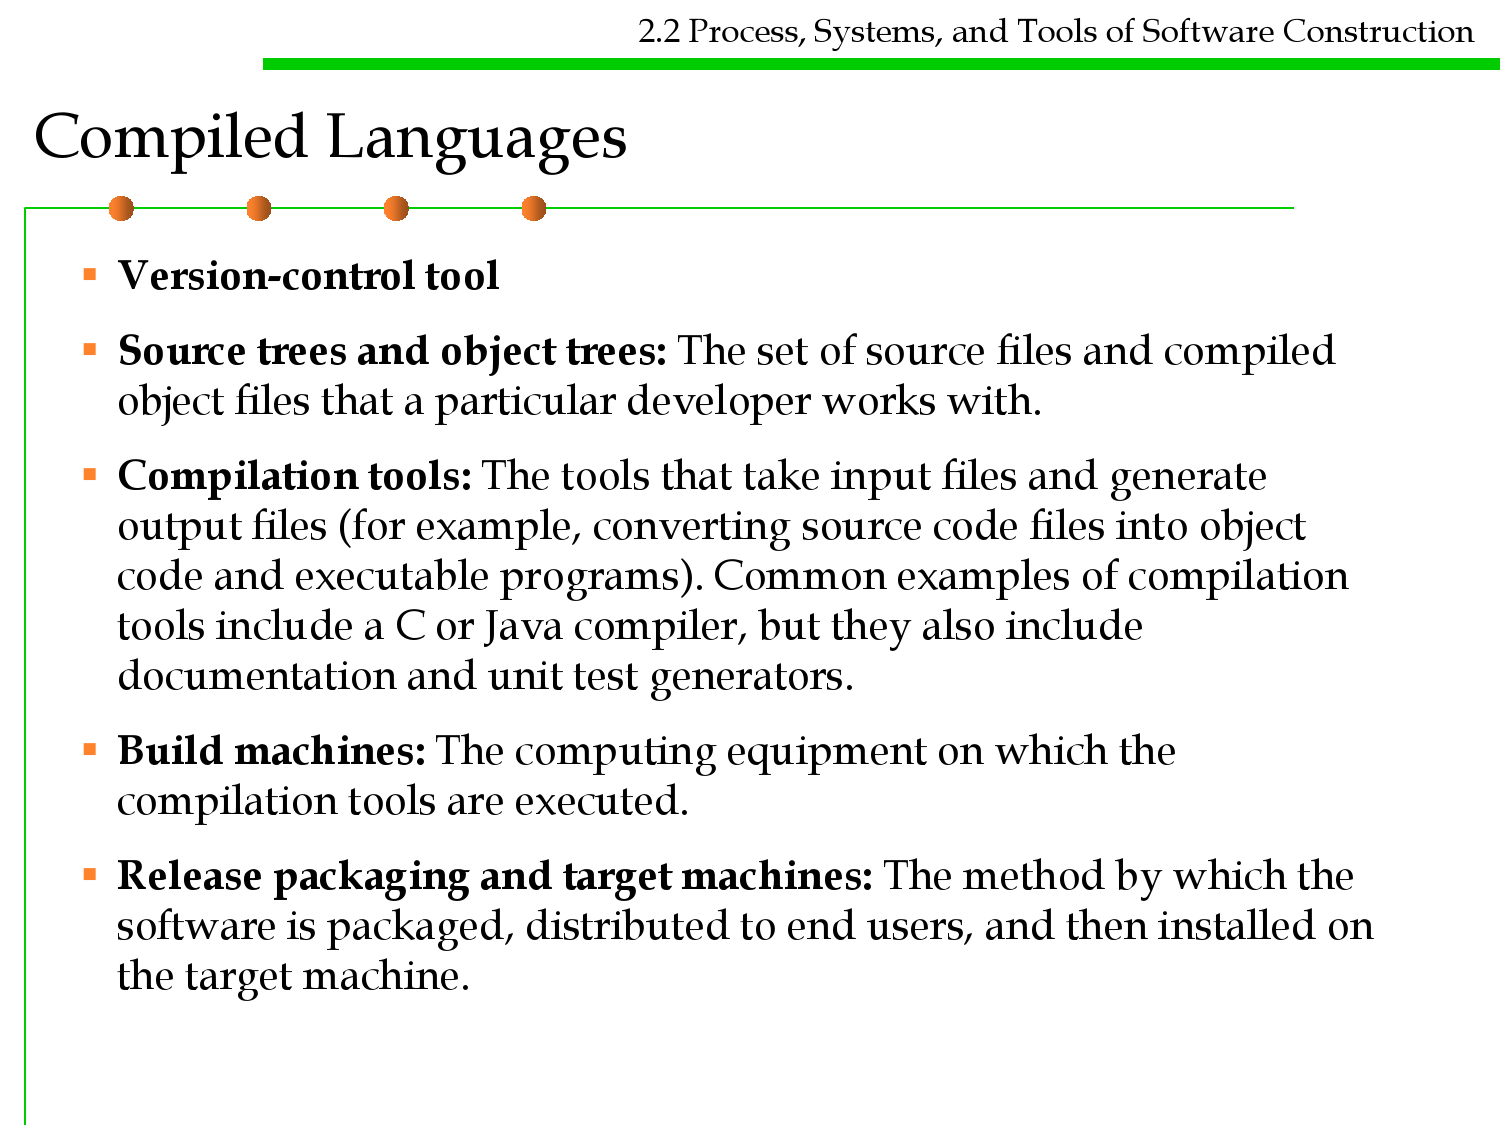 2.2 Process, Systems, and Tools of Software Construction
Compiled Languages
▪ Version-control tool
▪ Source trees and object trees: The set of source files and compiled
object files that a particular developer works with.
▪ Compilation tools: The tools that take input files and generate
output files (for example, converting source code files into object
code and executable programs). Common examples of compilation
tools include a C or Java compiler, but they also include
documentation and unit test generators.
▪ Build machines: The computing equipment on which the
compilation tools are executed.
▪ Release packaging and target machines: The method by which the
software is packaged, distributed to end users, and then installed on
the target machine.